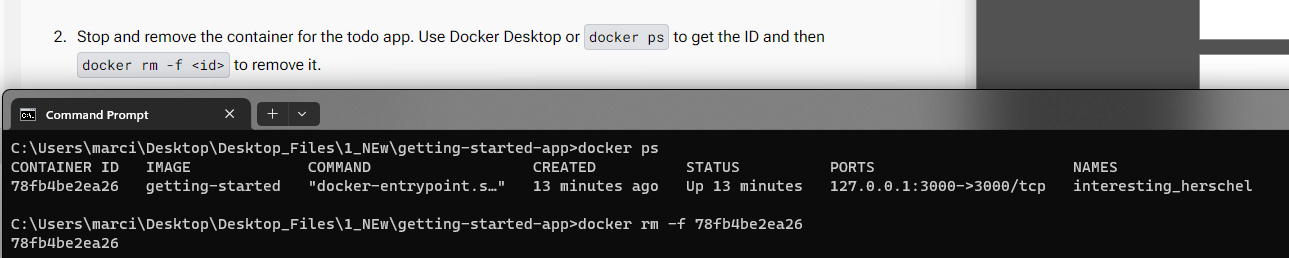 2. Stop and remove the container for the todo app. Use Docker Desktop or docker ps to get the ID and then
docker rm -f <id> to remove it.
Command Prompt
C:\Users\marci\Desktop\Desktop_Files\1_NEw\getting-started-app>docker ps
CONTAINER ID IMAGE COMMAND CREATED STATUS PORTS NAMES
78fb4be2ea26 getting-started "docker-entrypoint.s…" 13 minutes ago Up 13 minutes 127.0.0.1:3000->3000/tcp interesting_herschel
C:\Users\marci\Desktop\Desktop_Files\1_NEw\getting-started-app>docker rm -f 78fb4be2ea26
78fb4be2ea26